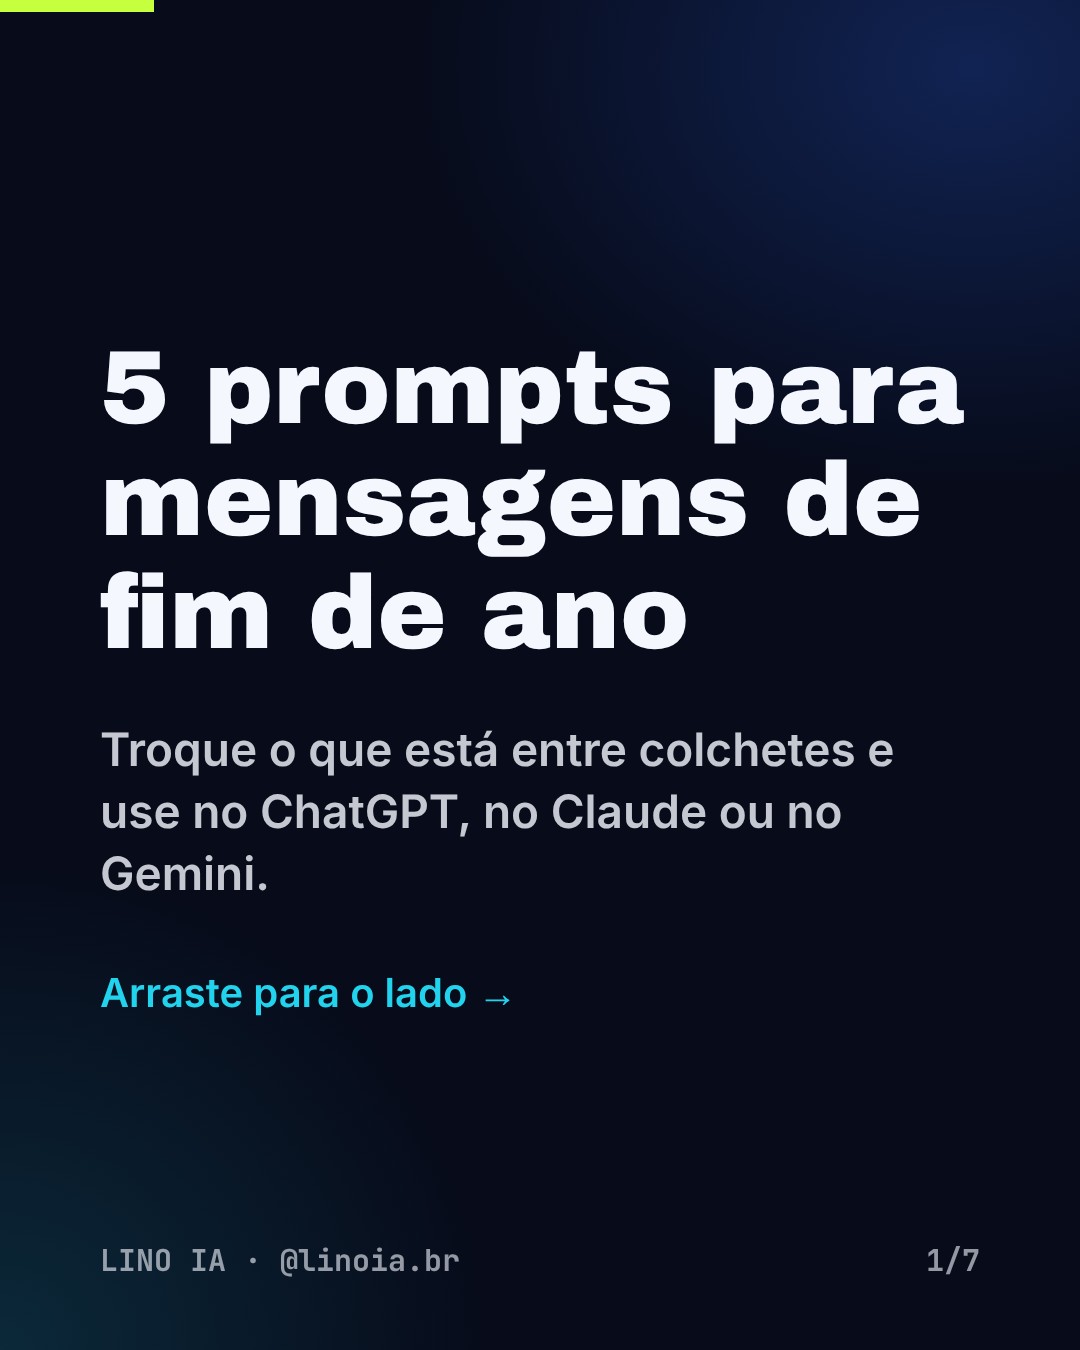 5 prompts para
mensagens de
fim de ano
Troque o que está entre colchetes e
use no ChatGPT, no Claude ou no
Gemini.
Arraste para o lado →
LINO IA · @linoia.br
1/7